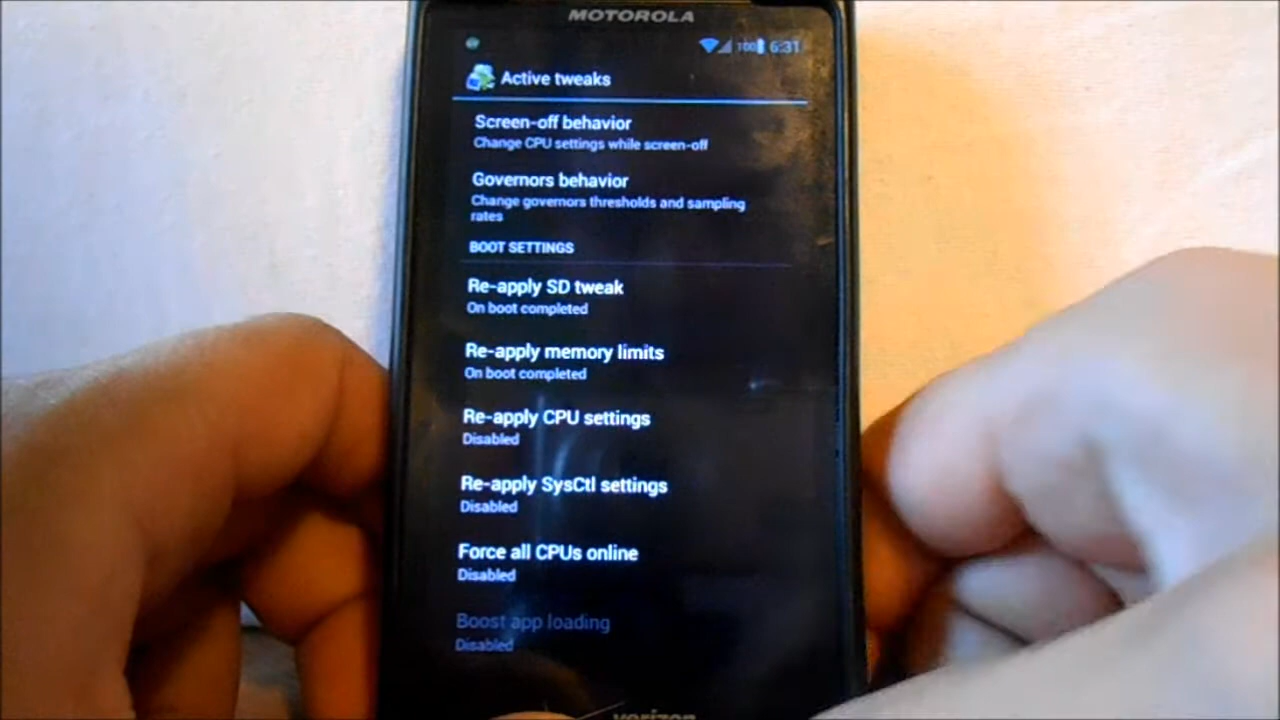 MOTOROLA
100 6:31
Active tweaks
Screen-off behavior
Change CPU settings while screen-off
Governors behavior
Change governors thresholds and sampling
rates
BOOT SETTINGS
Re-apply SD tweak
On boot completed
Re-apply memory limits
On boot completed
Re-apply CPU settings
Disabled
Re-apply SysCtl settings
Disabled
Force all CPUs online
Disabled
Boost app loading
Disabled
verizon